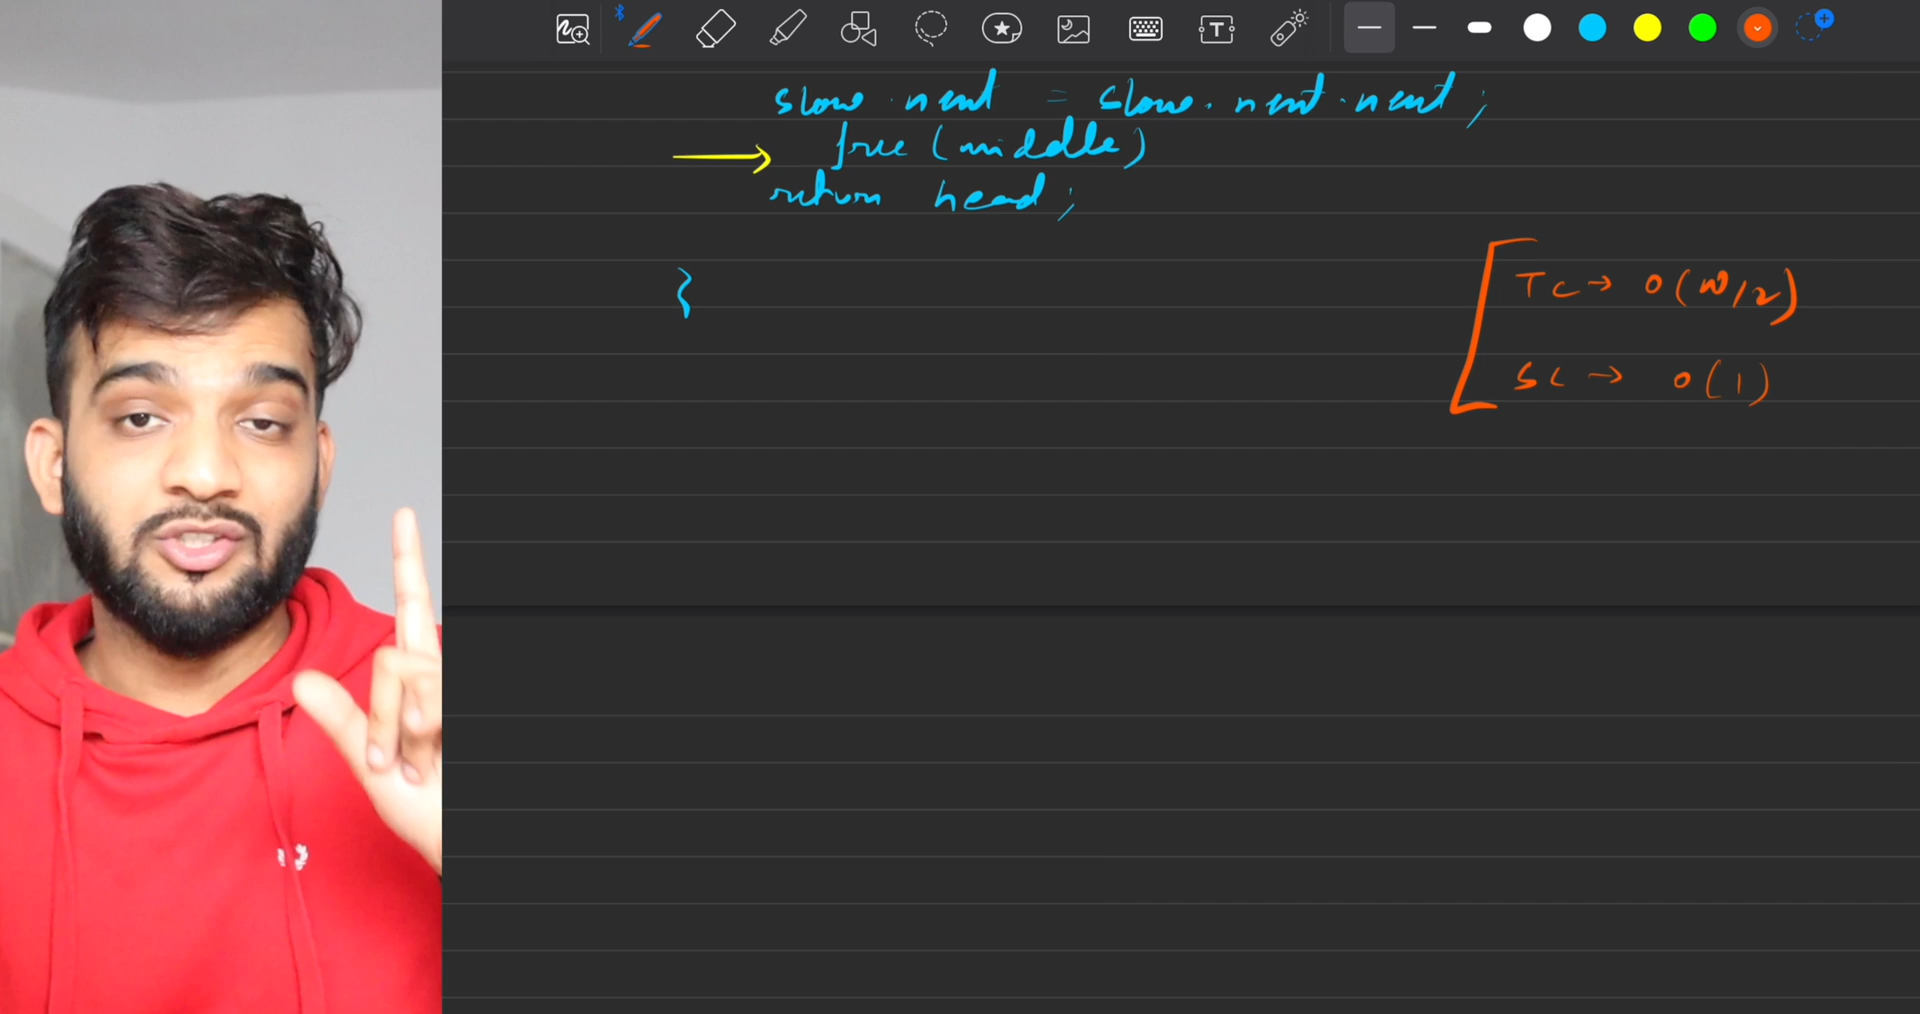 slow.next = slow.next.next;
free(middle)
return head;
}
TC → O(N/2)
SC → O(1)
T